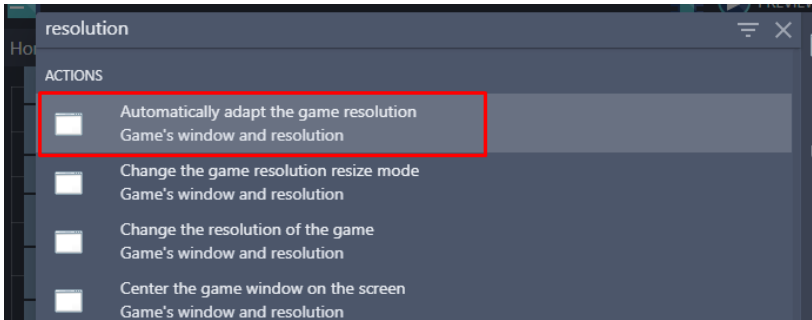 PREVIEW
resolution
Ho
ACTIONS
Automatically adapt the game resolution
Game's window and resolution
Change the game resolution resize mode
Game's window and resolution
Change the resolution of the game
Game's window and resolution
Center the game window on the screen
Game's window and resolution